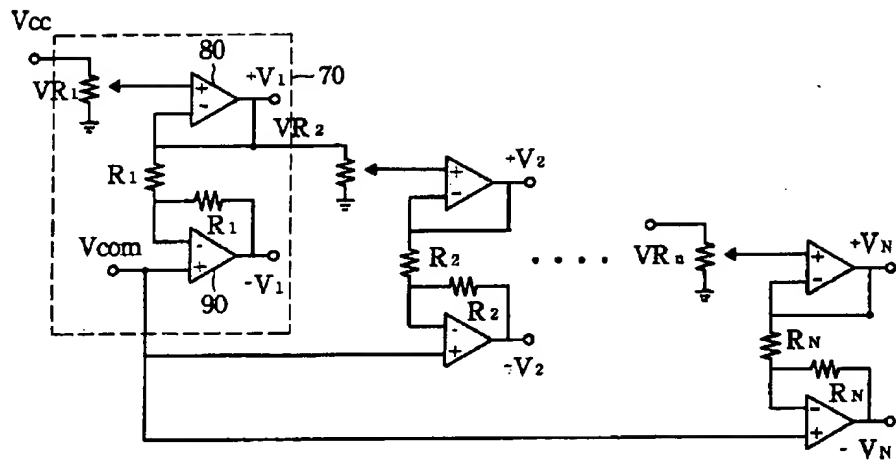 Vcc
80
+V1
70
VR1
+
-
VR2
R1
R1
+V2
+
-
Vcom
-
+
-V1
90
R2
R2
....
VRn
+VN
+
-
-
+
-V2
RN
RN
-
+
- VN